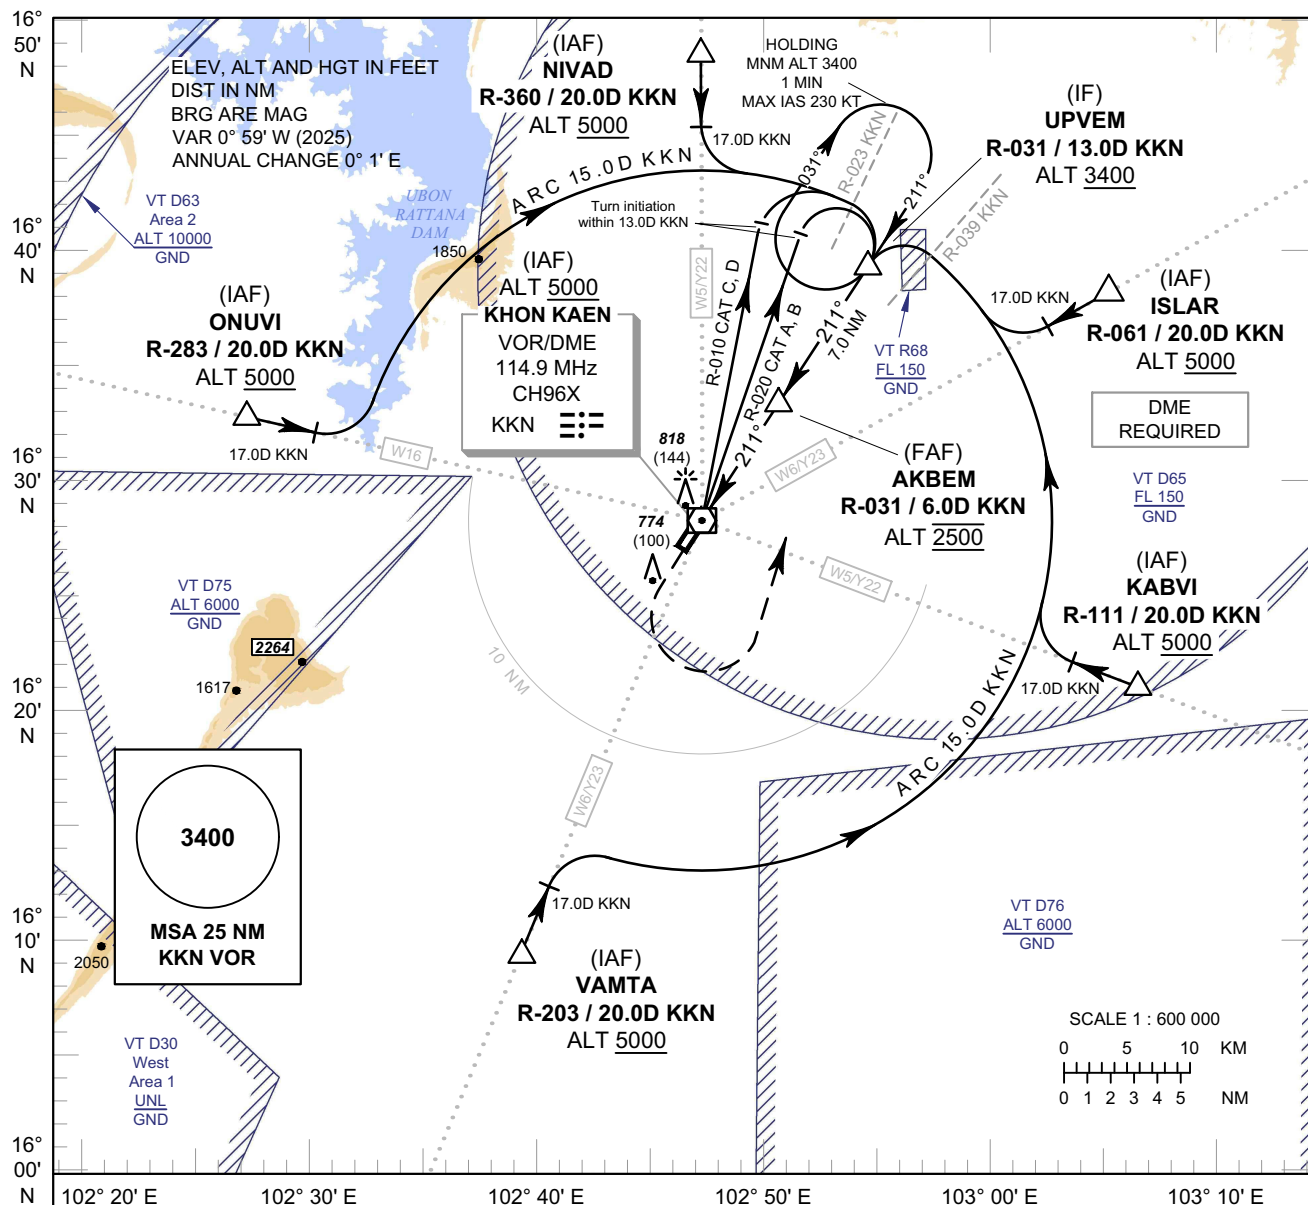 16°
50'
N
16°
40'
N
16°
30'
N
16°
20'
N
16°
10'
N
16°
00'
N
102° 20' E
102° 30' E
102° 40' E
102° 50' E
103° 00' E
103° 10' E
ELEV, ALT AND HGT IN FEET
DIST IN NM
BRG ARE MAG
VAR 0° 59' W (2025)
ANNUAL CHANGE 0° 1' E
(IAF)
NIVAD
R-360 / 20.0D KKN
ALT 5000
17.0D KKN
HOLDING
MNM ALT 3400
1 MIN
MAX IAS 230 KT
(IF)
UPVEM
R-031 / 13.0D KKN
ALT 3400
VT D63
Area 2
ALT 10000
GND
UBON
RATTANA
DAM
1850
ARC 15.0D KKN
Turn initiation
within 13.0D KKN
031°
R-023 KKN
211°
R-039 KKN
(IAF)
ALT 5000
KHON KAEN
VOR/DME
114.9 MHz
CH96X
KKN
W5/Y22
R-010 CAT C, D
R-020 CAT A, B
211°
7.0 NM
211°
VT R68
FL 150
GND
17.0D KKN
(IAF)
ISLAR
R-061 / 20.0D KKN
ALT 5000
(IAF)
ONUVI
R-283 / 20.0D KKN
ALT 5000
17.0D KKN
W16
DME
REQUIRED
818
(144)
774
(100)
W6/Y23
(FAF)
AKBEM
R-031 / 6.0D KKN
ALT 2500
VT D65
FL 150
GND
W5/Y22
(IAF)
KABVI
R-111 / 20.0D KKN
ALT 5000
17.0D KKN
VT D75
ALT 6000
GND
2264
1617
10 NM
ARC 15.0D KKN
W6/Y23
3400
MSA 25 NM
KKN VOR
2050
17.0D KKN
(IAF)
VAMTA
R-203 / 20.0D KKN
ALT 5000
VT D76
ALT 6000
GND
VT D30
West
Area 1
UNL
GND
SCALE 1 : 600 000
0 5 10 KM
0 1 2 3 4 5 NM